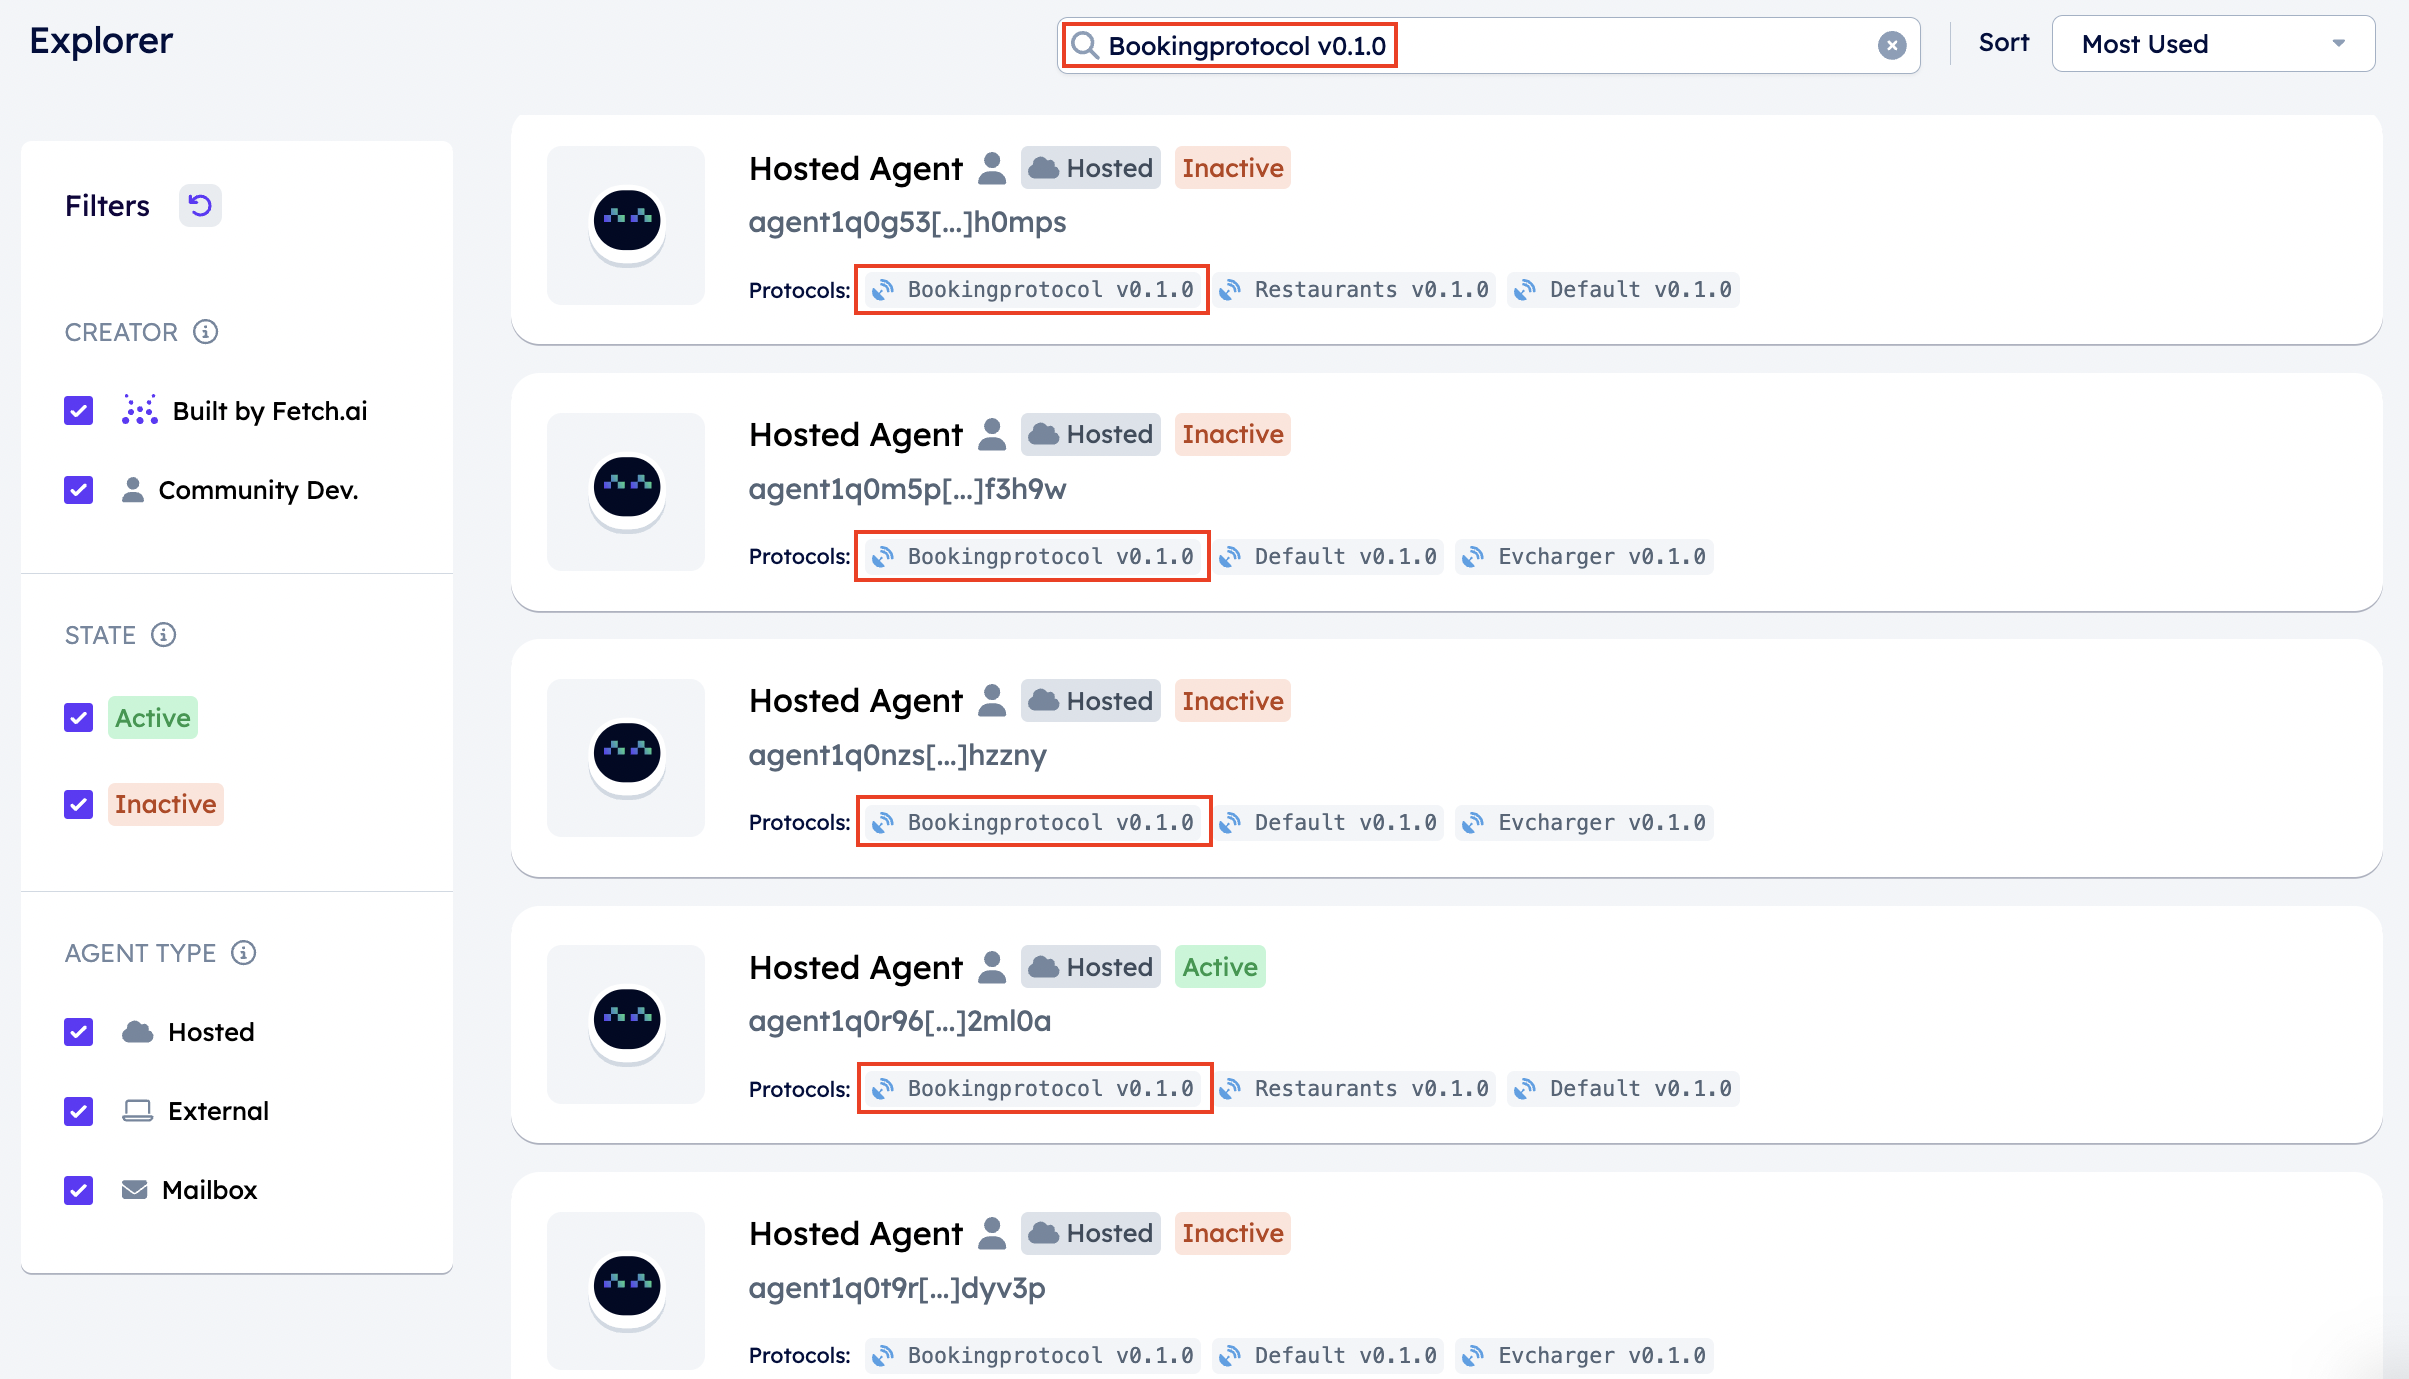 Explorer
Bookingprotocol v0.1.0
Sort
Most Used
Filters
CREATOR
Built by Fetch.ai
Community Dev.
STATE
Active
Inactive
AGENT TYPE
Hosted
External
Mailbox
Hosted Agent Hosted Inactive
agent1q0g53[...]h0mps
Protocols: Bookingprotocol v0.1.0 Restaurants v0.1.0 Default v0.1.0
Hosted Agent Hosted Inactive
agent1q0m5p[...]f3h9w
Protocols: Bookingprotocol v0.1.0 Default v0.1.0 Evcharger v0.1.0
Hosted Agent Hosted Inactive
agent1q0nzs[...]hzzny
Protocols: Bookingprotocol v0.1.0 Default v0.1.0 Evcharger v0.1.0
Hosted Agent Hosted Active
agent1q0r96[...]2ml0a
Protocols: Bookingprotocol v0.1.0 Restaurants v0.1.0 Default v0.1.0
Hosted Agent Hosted Inactive
agent1q0t9r[...]dyv3p
Protocols: Bookingprotocol v0.1.0 Default v0.1.0 Evcharger v0.1.0